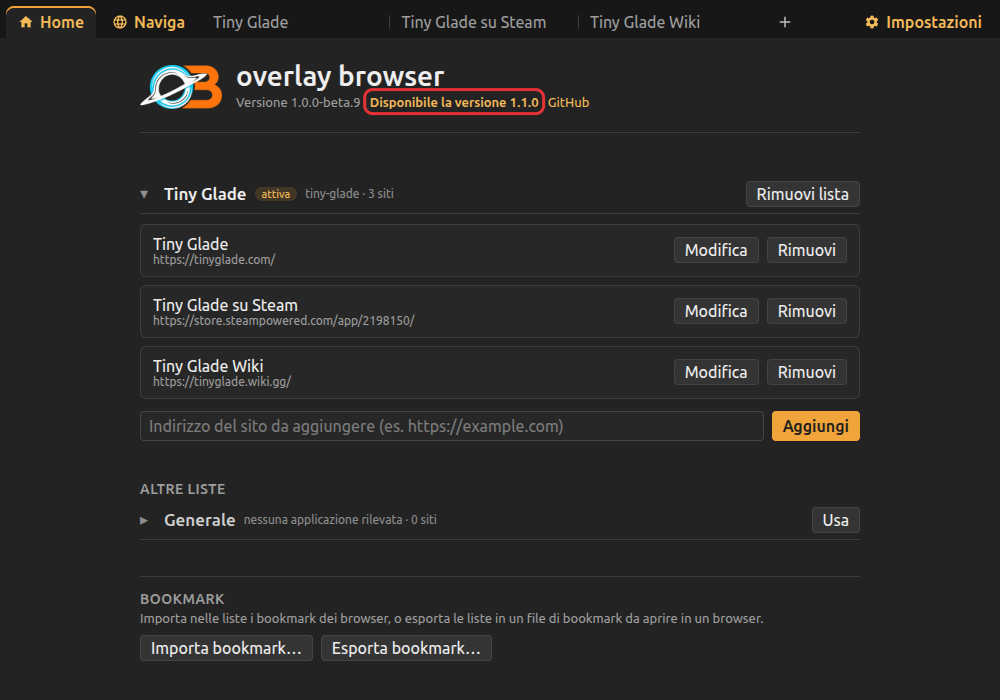 Home Naviga Tiny Glade Tiny Glade su Steam Tiny Glade Wiki + Impostazioni
overlay browser
Versione 1.0.0-beta.9 Disponibile la versione 1.1.0 GitHub
Tiny Glade attiva tiny-glade · 3 siti Rimuovi lista
Tiny Glade
https://tinyglade.com/
Modifica Rimuovi
Tiny Glade su Steam
https://store.steampowered.com/app/2198150/
Modifica Rimuovi
Tiny Glade Wiki
https://tinyglade.wiki.gg/
Modifica Rimuovi
Indirizzo del sito da aggiungere (es. https://example.com) Aggiungi
ALTRE LISTE
Generale nessuna applicazione rilevata · 0 siti Usa
BOOKMARK
Importa nelle liste i bookmark dei browser, o esporta le liste in un file di bookmark da aprire in un browser.
Importa bookmark... Esporta bookmark...